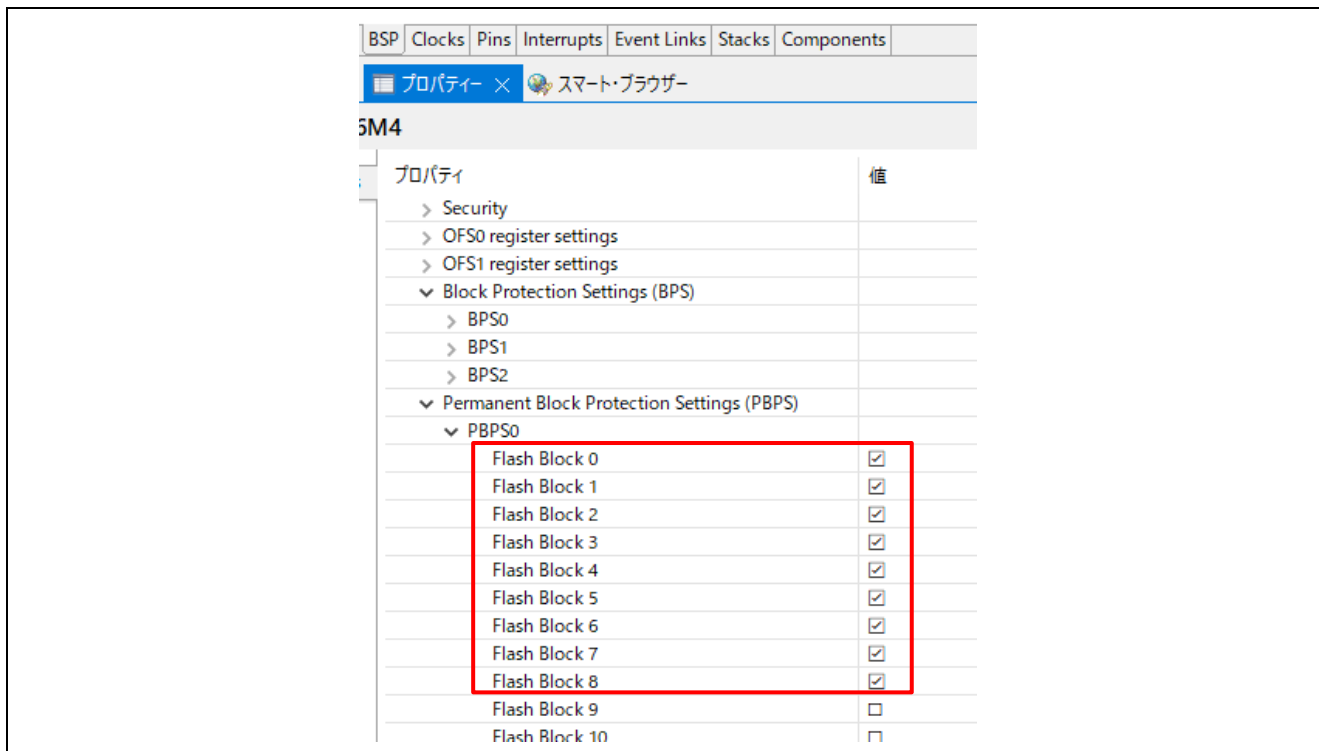 BSP Clocks Pins Interrupts Event Links Stacks Components
プロパティー スマート・ブラウザー
6M4
プロパティ 値
Security
OFS0 register settings
OFS1 register settings
Block Protection Settings (BPS)
BPS0
BPS1
BPS2
Permanent Block Protection Settings (PBPS)
PBPS0
Flash Block 0
Flash Block 1
Flash Block 2
Flash Block 3
Flash Block 4
Flash Block 5
Flash Block 6
Flash Block 7
Flash Block 8
Flash Block 9
Flash Block 10